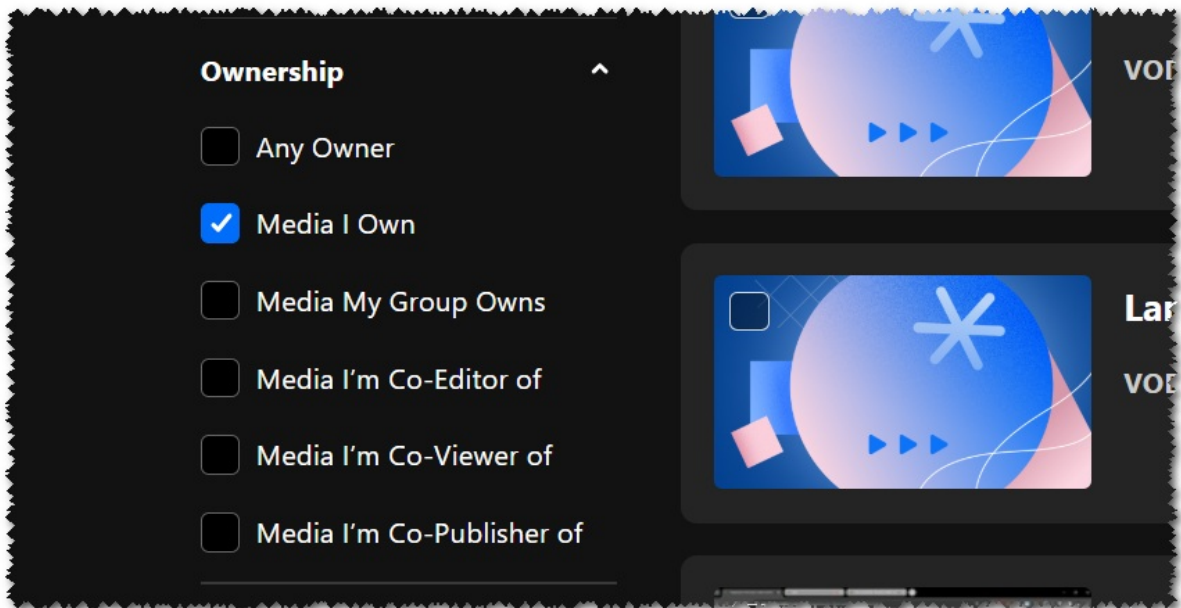 Ownership
Any Owner
Media I Own
Media My Group Owns
Media I’m Co-Editor of
Media I’m Co-Viewer of
Media I’m Co-Publisher of